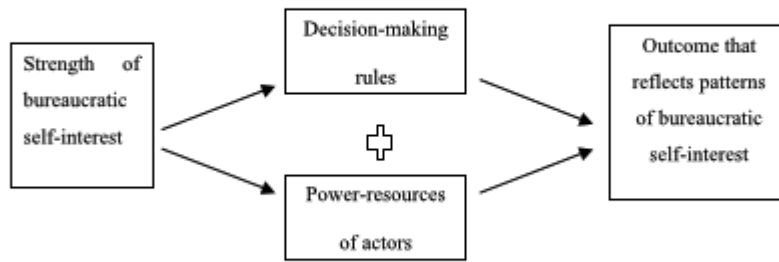 Strength of
bureaucratic
self-interest
Decision-making
rules
Power-resources
of actors
Outcome that
reflects patterns
of bureaucratic
self-interest